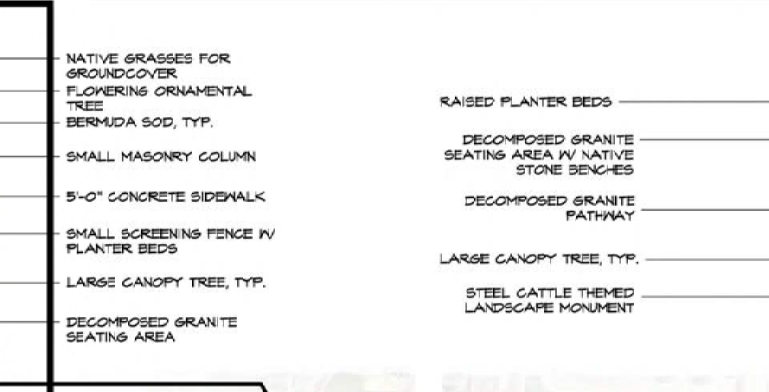 NATIVE GRASSES FOR
GROUNDCOVER
FLOWERING ORNAMENTAL
TREE
BERMUDA SOD, TYP.
SMALL MASONRY COLUMN
5'-0" CONCRETE SIDEWALK
SMALL SCREENING FENCE W/
PLANTER BEDS
LARGE CANOPY TREE, TYP.
DECOMPOSED GRANITE
SEATING AREA
RAISED PLANTER BEDS
DECOMPOSED GRANITE
SEATING AREA W/ NATIVE
STONE BENCHES
DECOMPOSED GRANITE
PATHWAY
LARGE CANOPY TREE, TYP.
STEEL CATTLE THEMED
LANDSCAPE MONUMENT